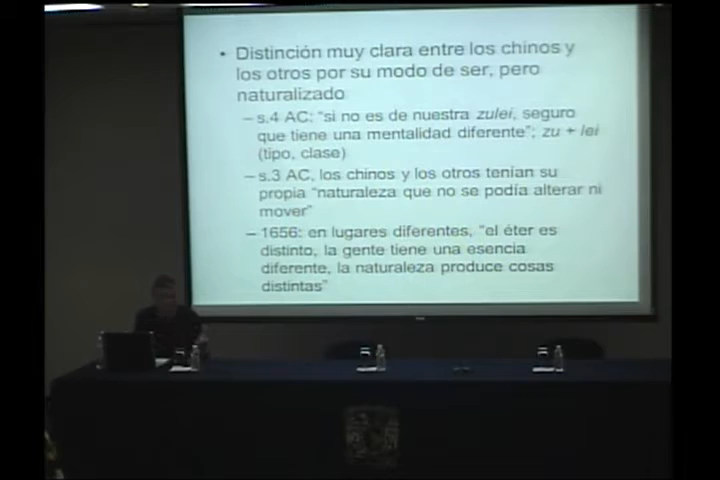 • Distinción muy clara entre los chinos y
los otros por su modo de ser, pero
naturalizado
– s.4 AC: "si no es de nuestra zulei, seguro
que tiene una mentalidad diferente"; zu + lei
(tipo, clase)
– s.3 AC, los chinos y los otros tenían su
propia "naturaleza que no se podía alterar ni
mover"
– 1656: en lugares diferentes, "el éter es
distinto, la gente tiene una esencia
diferente, la naturaleza produce cosas
distintas"